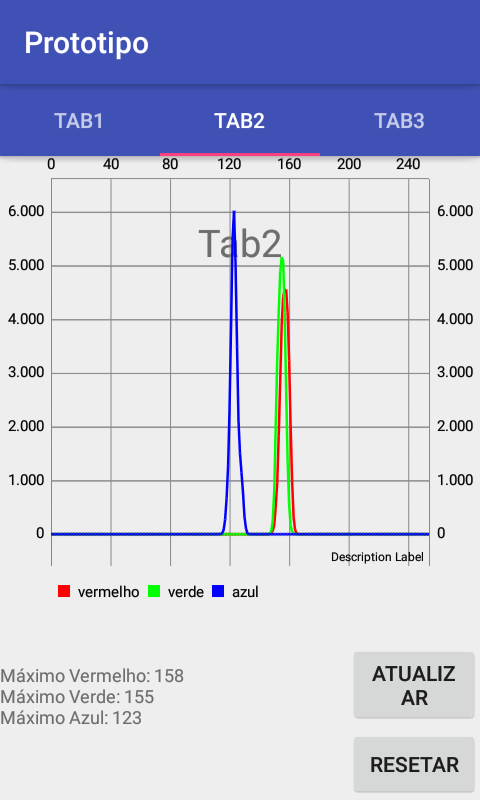 Prototipo
TAB1 TAB2 TAB3
0 40 80 120 160 200 240
6.000 6.000
Tab2
5.000 5.000
4.000 4.000
3.000 3.000
2.000 2.000
1.000 1.000
0 0
Description Label
vermelho verde azul
Máximo Vermelho: 158
Máximo Verde: 155
Máximo Azul: 123
ATUALIZ
AR
RESETAR